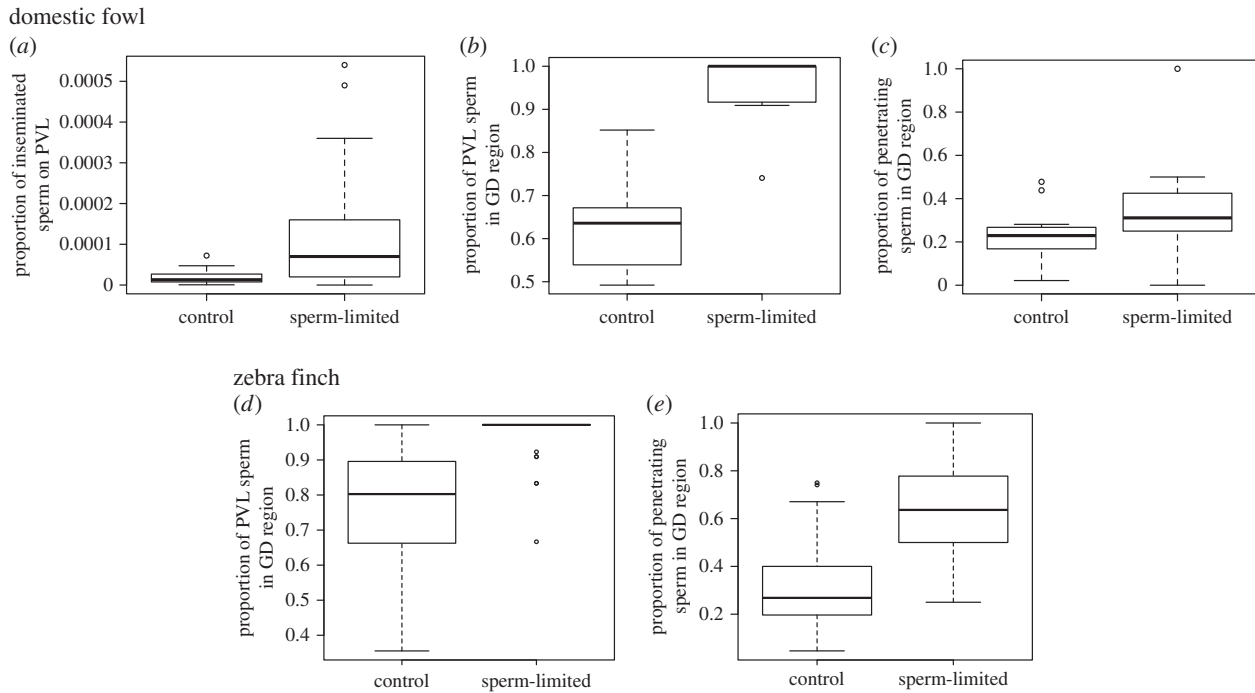 domestic fowl
(a)
(b)
(c)
proportion of inseminated
sperm on PVL
0.0005
0.0004
0.0003
0.0002
0.0001
0
control
sperm-limited
proportion of PVL sperm
in GD region
1.0
0.9
0.8
0.7
0.6
0.5
control
sperm-limited
proportion of penetrating
sperm in GD region
1.0
0.8
0.6
0.4
0.2
0
control
sperm-limited
zebra finch
(d)
(e)
proportion of PVL sperm
in GD region
1.0
0.9
0.8
0.7
0.6
0.5
0.4
control
sperm-limited
proportion of penetrating
sperm in GD region
1.0
0.8
0.6
0.4
0.2
control
sperm-limited